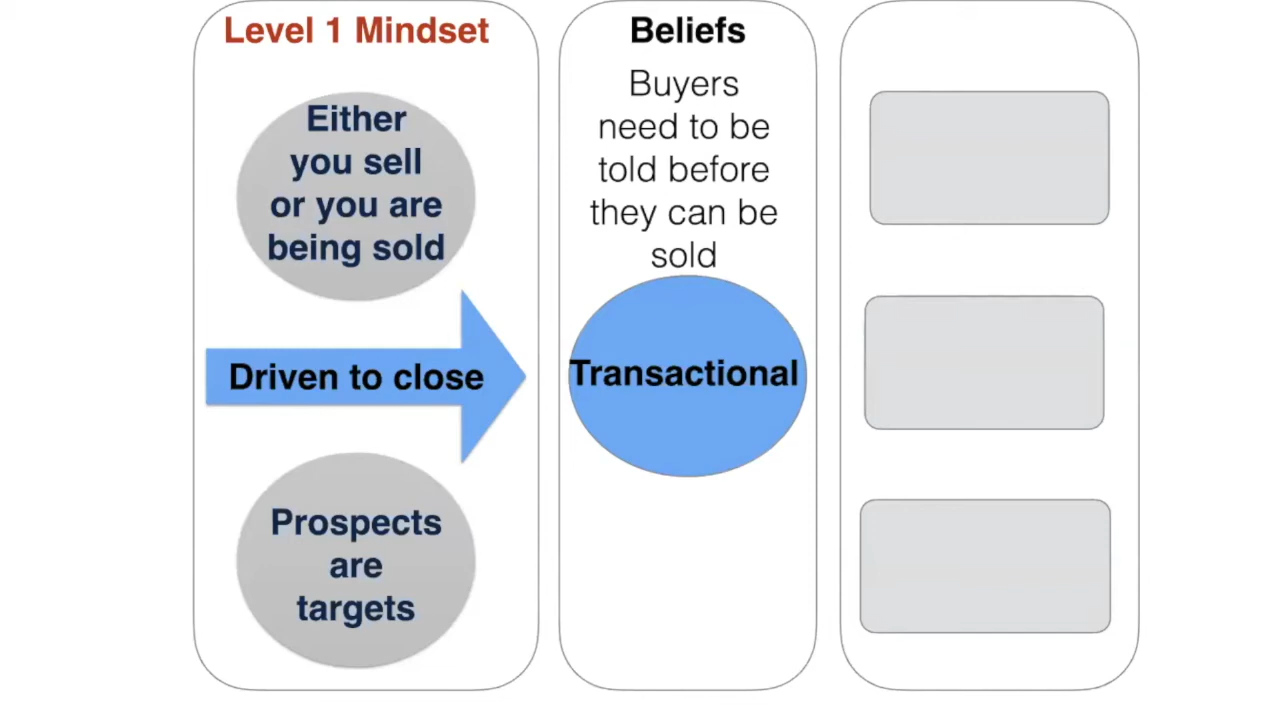 Level 1 Mindset
Either
you sell
or you are
being sold
Driven to close
Prospects
are
targets
Beliefs
Buyers
need to be
told before
they can be
sold
Transactional